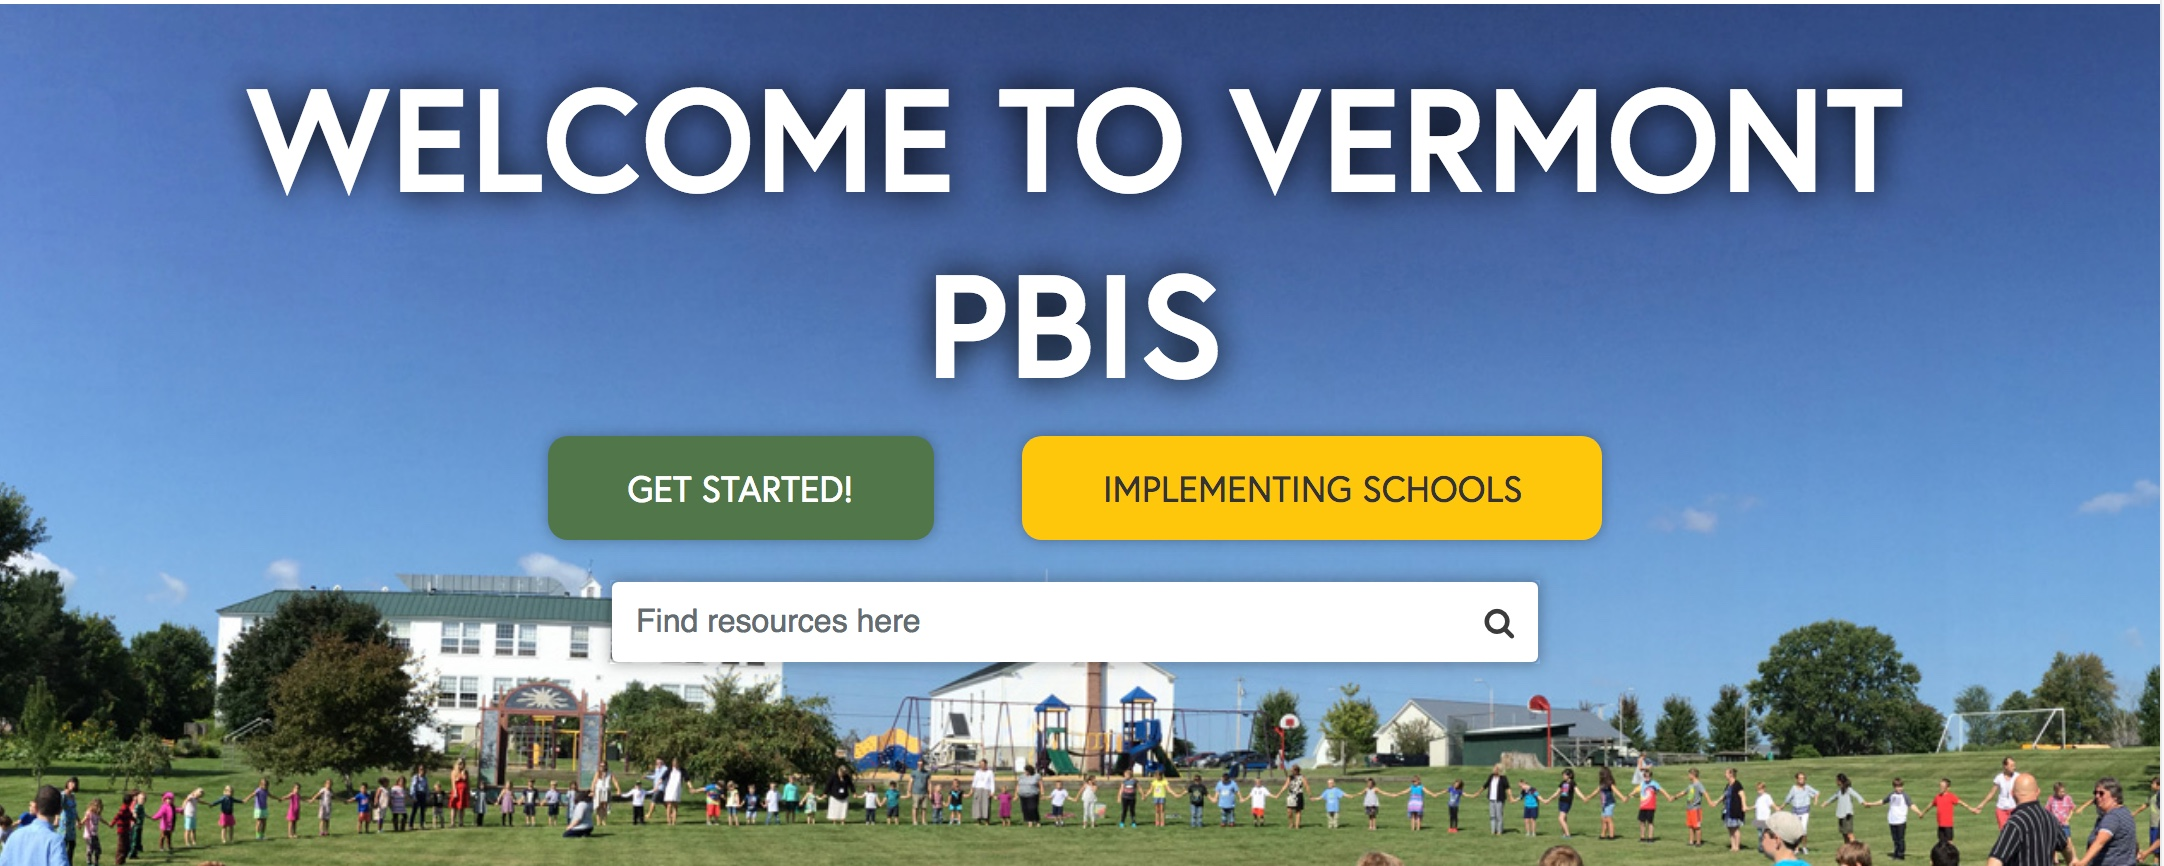 WELCOME TO VERMONT
PBIS
GET STARTED!
IMPLEMENTING SCHOOLS
Find resources here